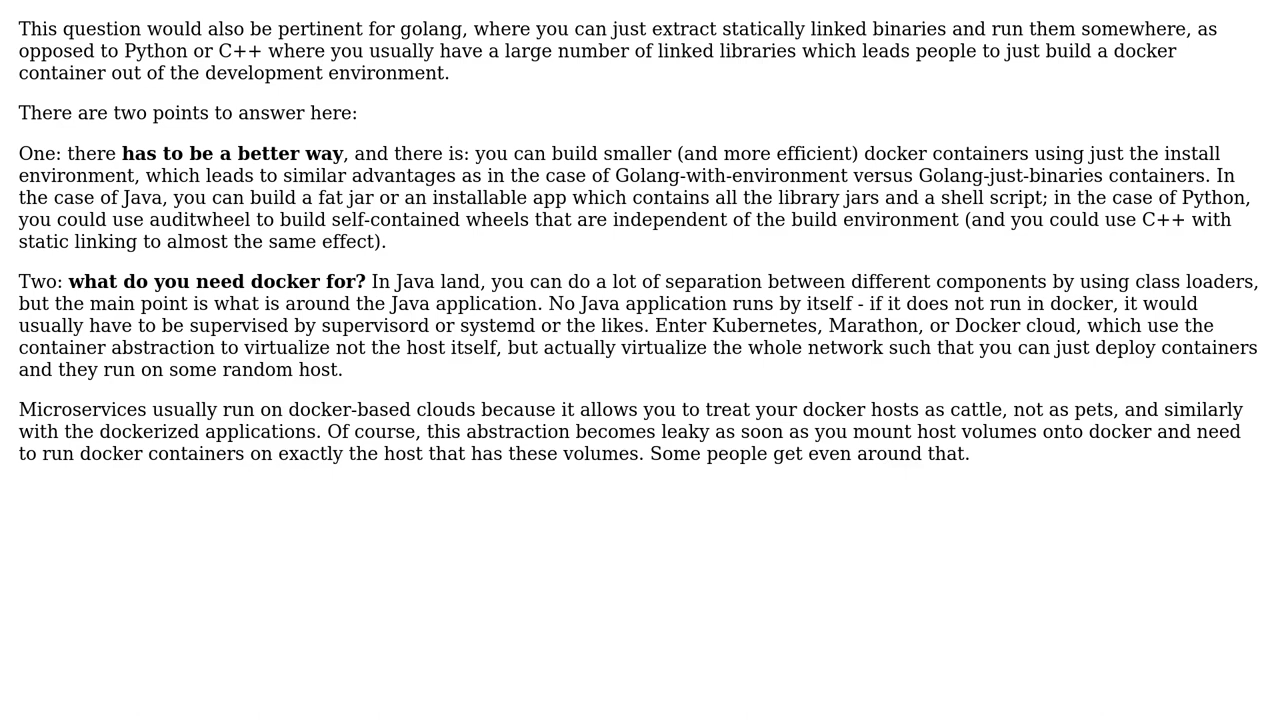 This question would also be pertinent for golang, where you can just extract statically linked binaries and run them somewhere, as
opposed to Python or C++ where you usually have a large number of linked libraries which leads people to just build a docker
container out of the development environment.
There are two points to answer here:
One: there has to be a better way, and there is: you can build smaller (and more efficient) docker containers using just the install
environment, which leads to similar advantages as in the case of Golang-with-environment versus Golang-just-binaries containers. In
the case of Java, you can build a fat jar or an installable app which contains all the library jars and a shell script; in the case of Python,
you could use auditwheel to build self-contained wheels that are independent of the build environment (and you could use C++ with
static linking to almost the same effect).
Two: what do you need docker for? In Java land, you can do a lot of separation between different components by using class loaders,
but the main point is what is around the Java application. No Java application runs by itself - if it does not run in docker, it would
usually have to be supervised by supervisord or systemd or the likes. Enter Kubernetes, Marathon, or Docker cloud, which use the
container abstraction to virtualize not the host itself, but actually virtualize the whole network such that you can just deploy containers
and they run on some random host.
Microservices usually run on docker-based clouds because it allows you to treat your docker hosts as cattle, not as pets, and similarly
with the dockerized applications. Of course, this abstraction becomes leaky as soon as you mount host volumes onto docker and need
to run docker containers on exactly the host that has these volumes. Some people get even around that.